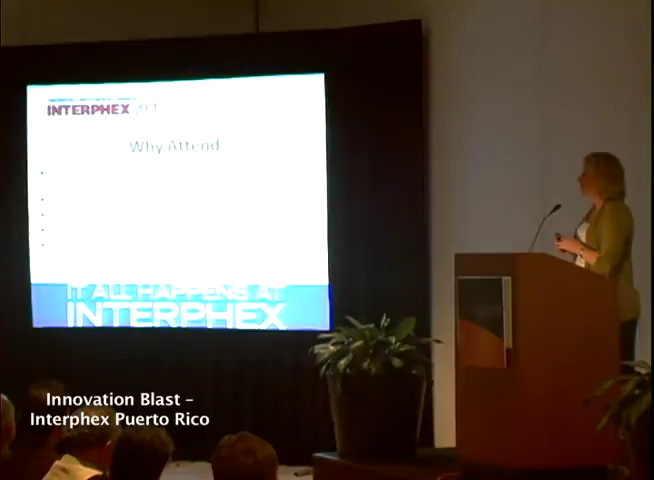 INTERPHEX
Why Attend
IT ALL HAPPENS AT
INTERPHEX
Innovation Blast –
Interphex Puerto Rico